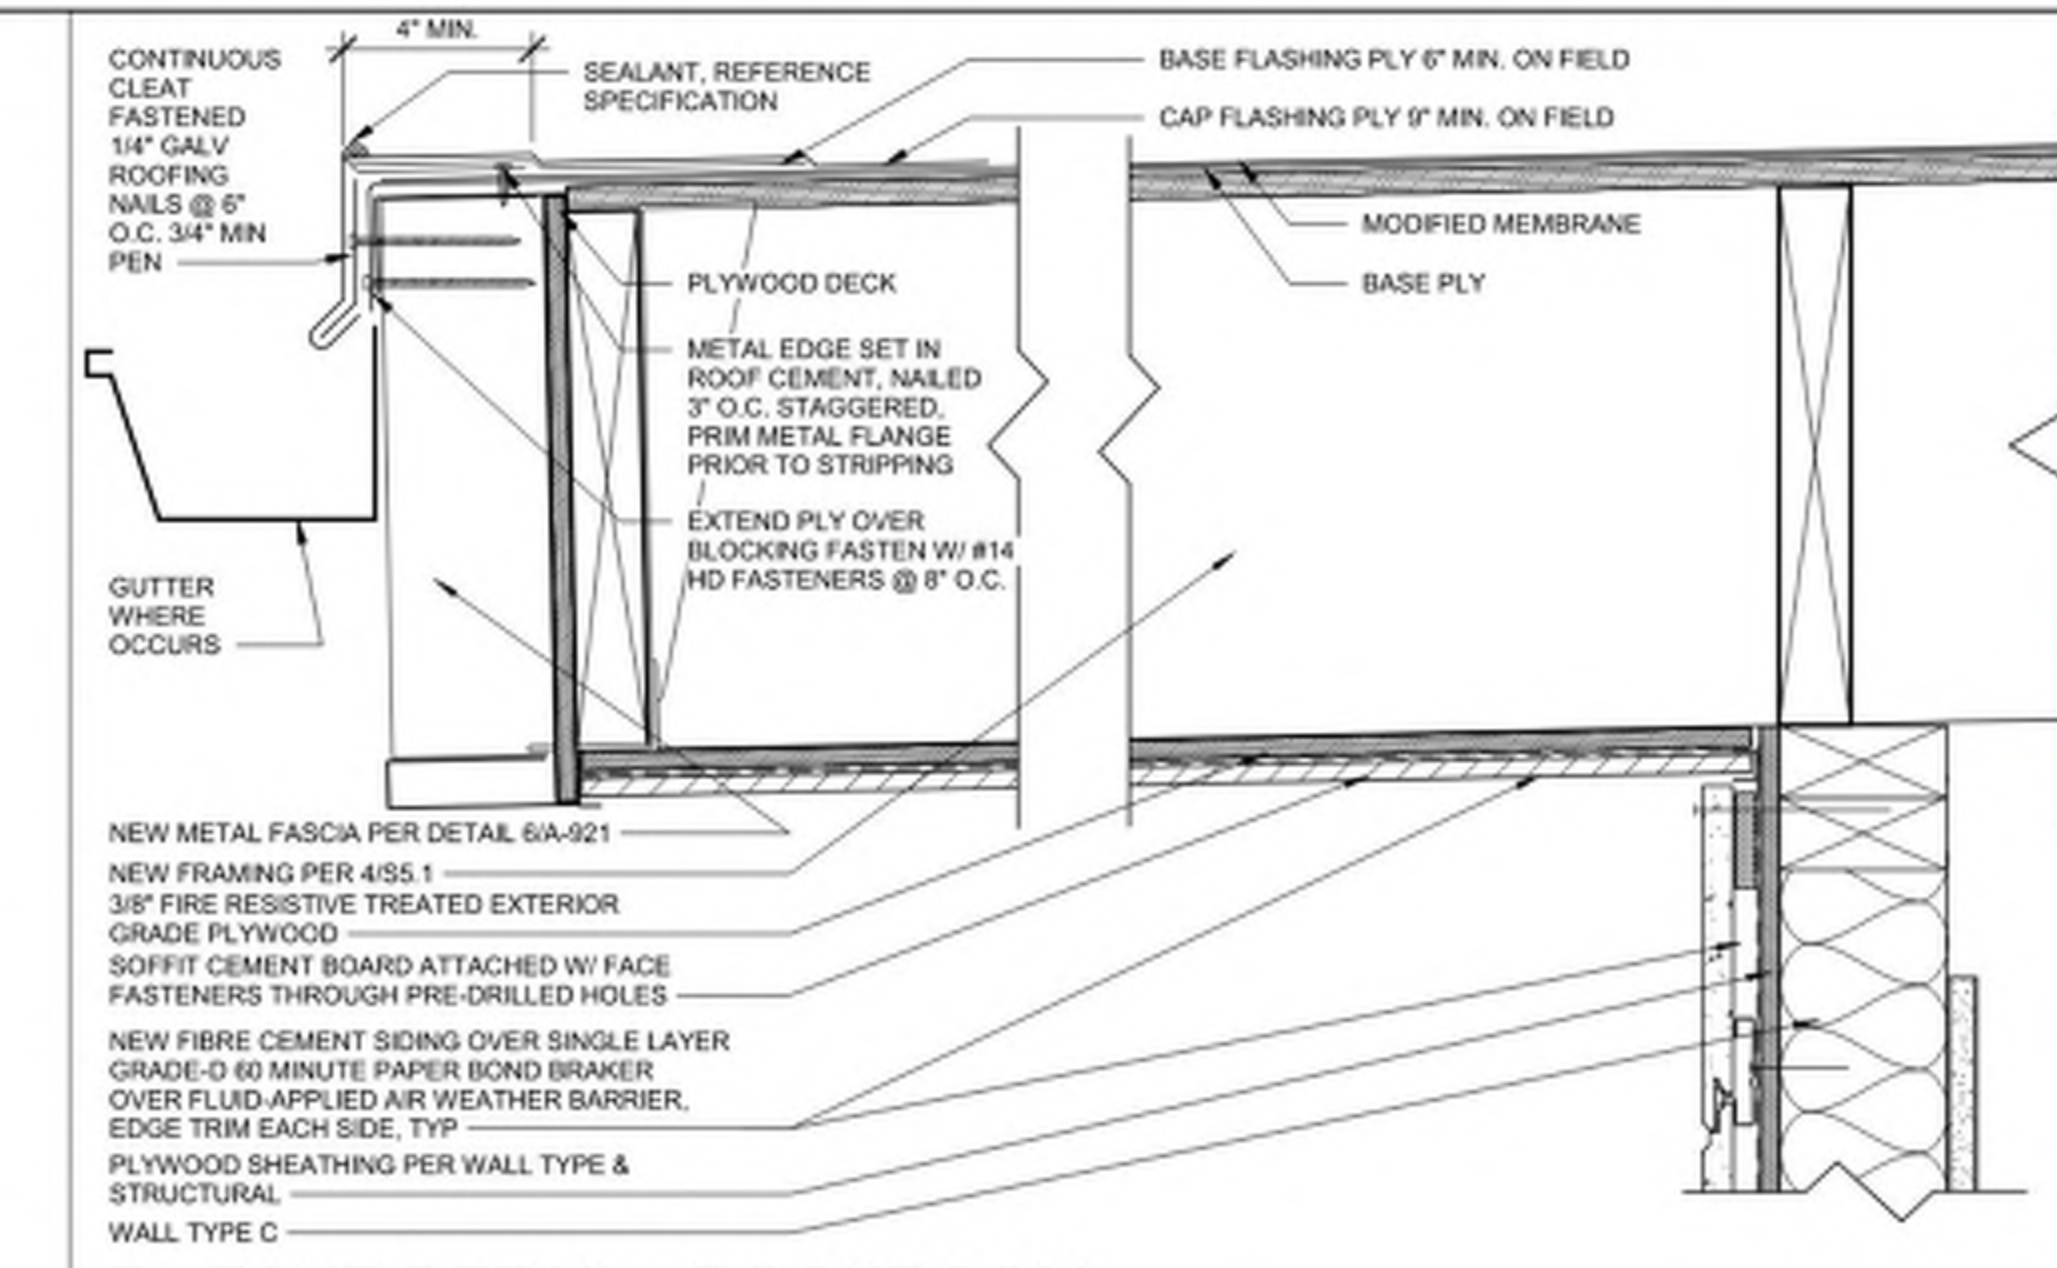 4" MIN.
CONTINUOUS
CLEAT
FASTENED
1/4" GALV
ROOFING
NAILS @ 6"
O.C. 3/4" MIN
PEN
SEALANT, REFERENCE
SPECIFICATION
BASE FLASHING PLY 6" MIN. ON FIELD
CAP FLASHING PLY 9" MIN. ON FIELD
MODIFIED MEMBRANE
BASE PLY
PLYWOOD DECK
METAL EDGE SET IN
ROOF CEMENT, NAILED
3" O.C. STAGGERED,
PRIM METAL FLANGE
PRIOR TO STRIPPING
EXTEND PLY OVER
BLOCKING FASTEN W/ #14
HD FASTENERS @ 8" O.C.
GUTTER
WHERE
OCCURS
NEW METAL FASCIA PER DETAIL 6/A-921
NEW FRAMING PER 4/S5.1
3/8" FIRE RESISTIVE TREATED EXTERIOR
GRADE PLYWOOD
SOFFIT CEMENT BOARD ATTACHED W/ FACE
FASTENERS THROUGH PRE-DRILLED HOLES
NEW FIBRE CEMENT SIDING OVER SINGLE LAYER
GRADE-D 60 MINUTE PAPER BOND BRAKER
OVER FLUID-APPLIED AIR WEATHER BARRIER,
EDGE TRIM EACH SIDE, TYP
PLYWOOD SHEATHING PER WALL TYPE &
STRUCTURAL
WALL TYPE C